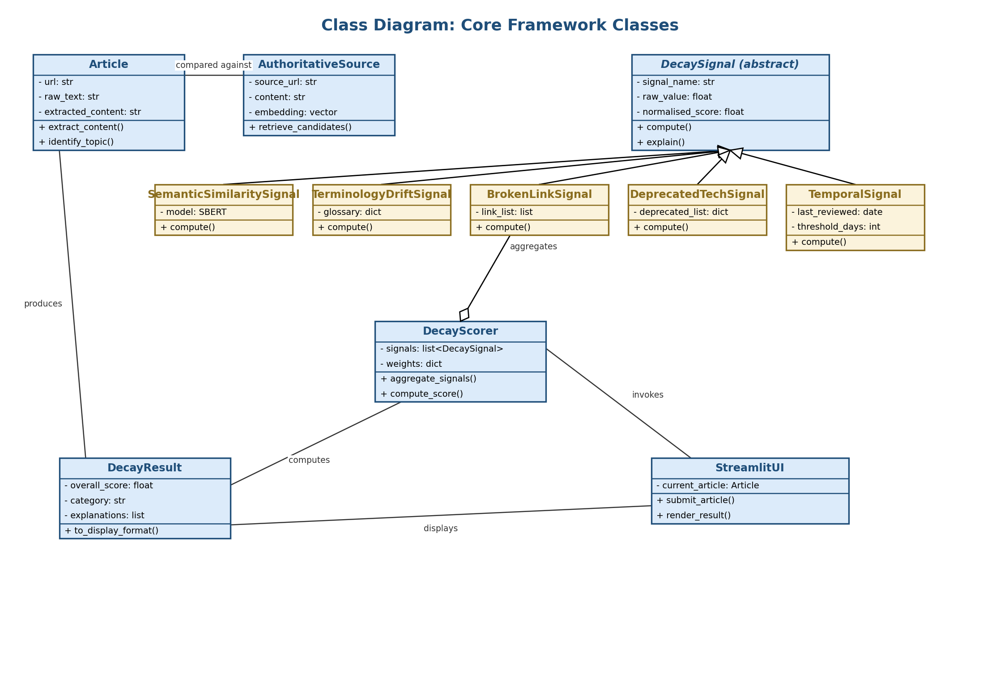 Class Diagram: Core Framework Classes
Article
- url: str
- raw_text: str
- extracted_content: str
+ extract_content()
+ identify_topic()
compared against
AuthoritativeSource
- source_url: str
- content: str
- embedding: vector
+ retrieve_candidates()
DecaySignal (abstract)
- signal_name: str
- raw_value: float
- normalised_score: float
+ compute()
+ explain()
SemanticSimilaritySignal
- model: SBERT
+ compute()
TerminologyDriftSignal
- glossary: dict
+ compute()
BrokenLinkSignal
- link_list: list
+ compute()
DeprecatedTechSignal
- deprecated_list: dict
+ compute()
TemporalSignal
- last_reviewed: date
- threshold_days: int
+ compute()
aggregates
produces
DecayScorer
- signals: list<DecaySignal>
- weights: dict
+ aggregate_signals()
+ compute_score()
invokes
computes
DecayResult
- overall_score: float
- category: str
- explanations: list
+ to_display_format()
displays
StreamlitUI
- current_article: Article
+ submit_article()
+ render_result()